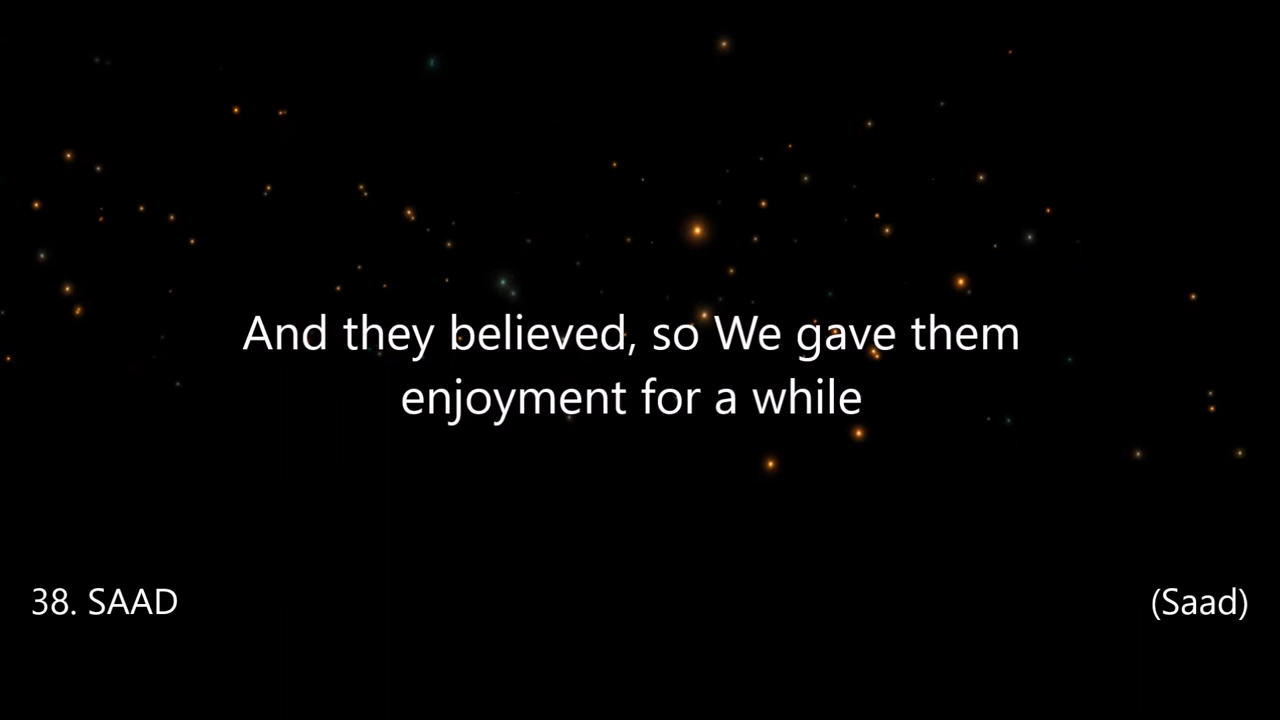 And they believed, so We gave them
enjoyment for a while
38. SAAD
(Saad)